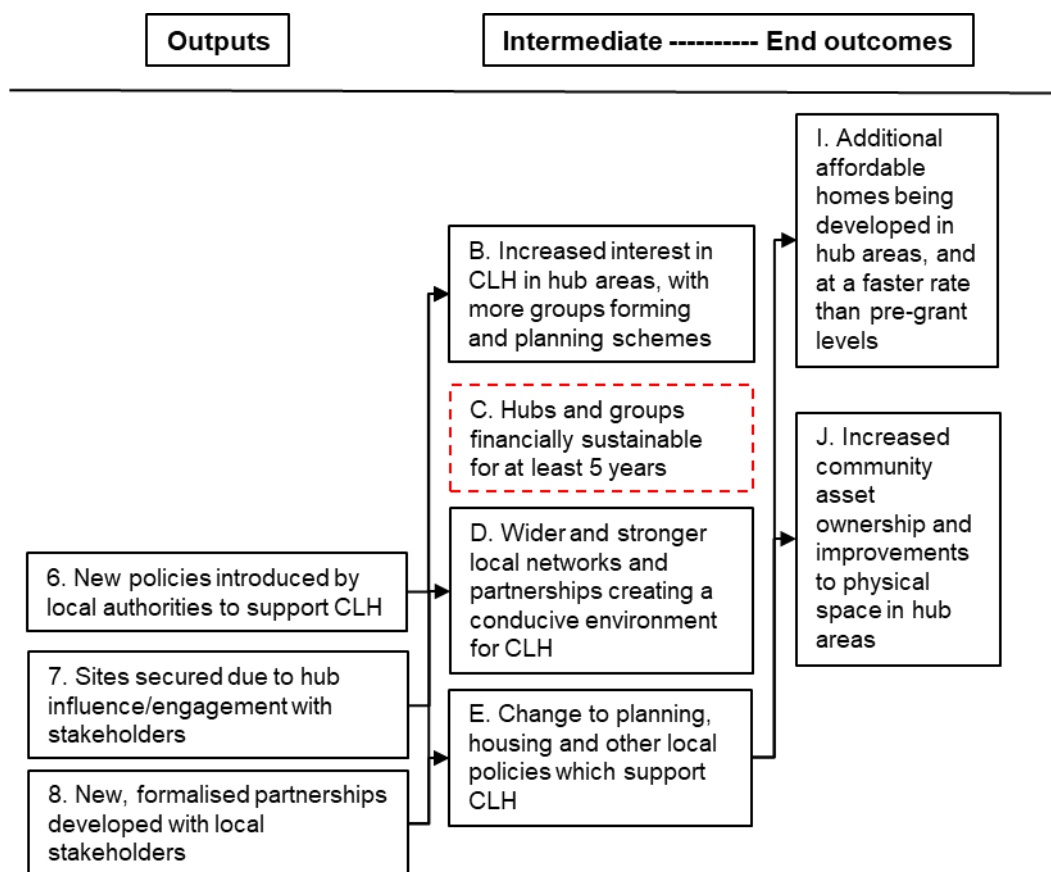 Outputs
Intermediate ---------- End outcomes
I. Additional
affordable
homes being
developed in
hub areas, and
at a faster rate
than pre-grant
levels
B. Increased interest in
CLH in hub areas, with
more groups forming
and planning schemes
C. Hubs and groups
financially sustainable
for at least 5 years
J. Increased
community
asset
ownership and
improvements
to physical
space in hub
areas
D. Wider and stronger
local networks and
partnerships creating a
conducive environment
for CLH
6. New policies introduced by
local authorities to support CLH
7. Sites secured due to hub
influence/engagement with
stakeholders
E. Change to planning,
housing and other local
policies which support
CLH
8. New, formalised partnerships
developed with local
stakeholders